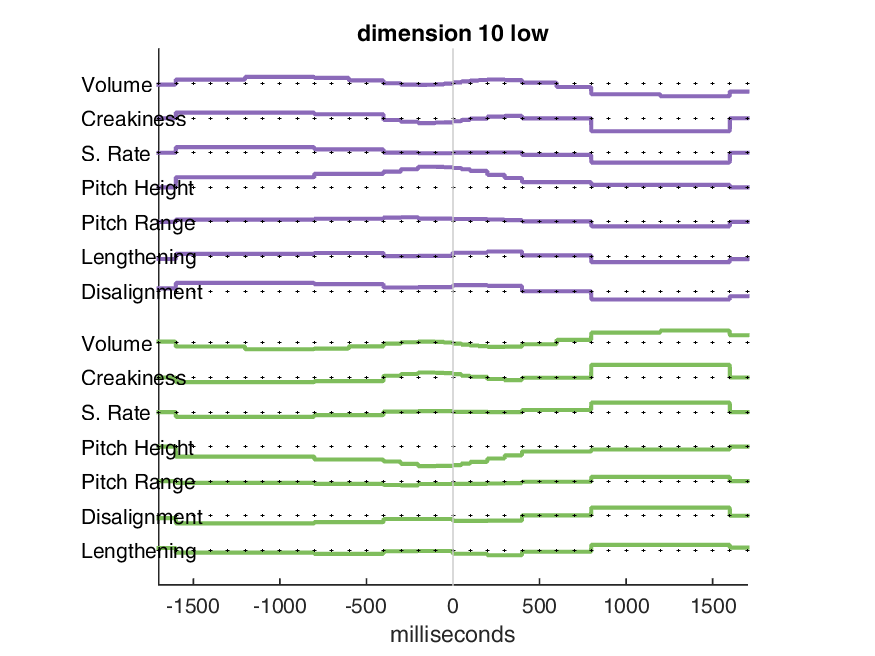 dimension 10 low
Volume
Creakiness
S. Rate
Pitch Height
Pitch Range
Lengthening
Disalignment
Volume
Creakiness
S. Rate
Pitch Height
Pitch Range
Disalignment
Lengthening
-1500 -1000 -500 0 500 1000 1500
milliseconds